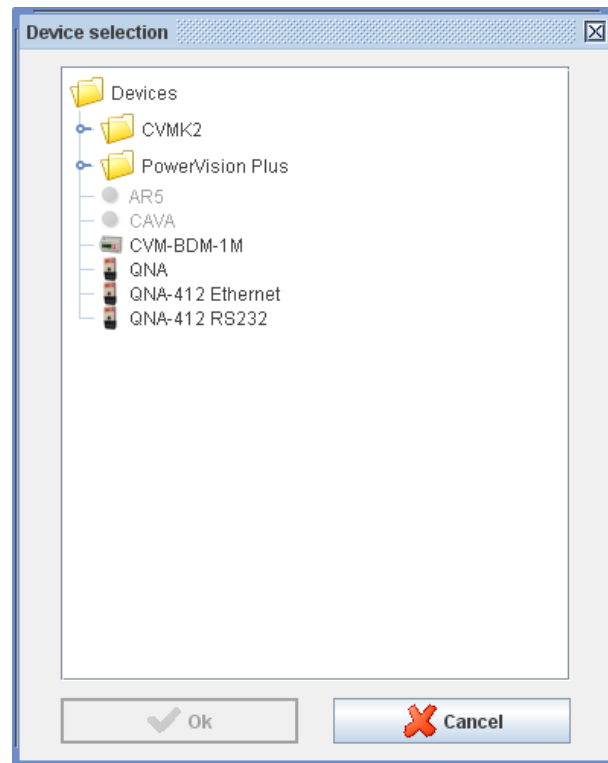 Device selection
Devices
CVMK2
PowerVision Plus
AR5
CAVA
CVM-BDM-1M
QNA
QNA-412 Ethernet
QNA-412 RS232
Ok
Cancel